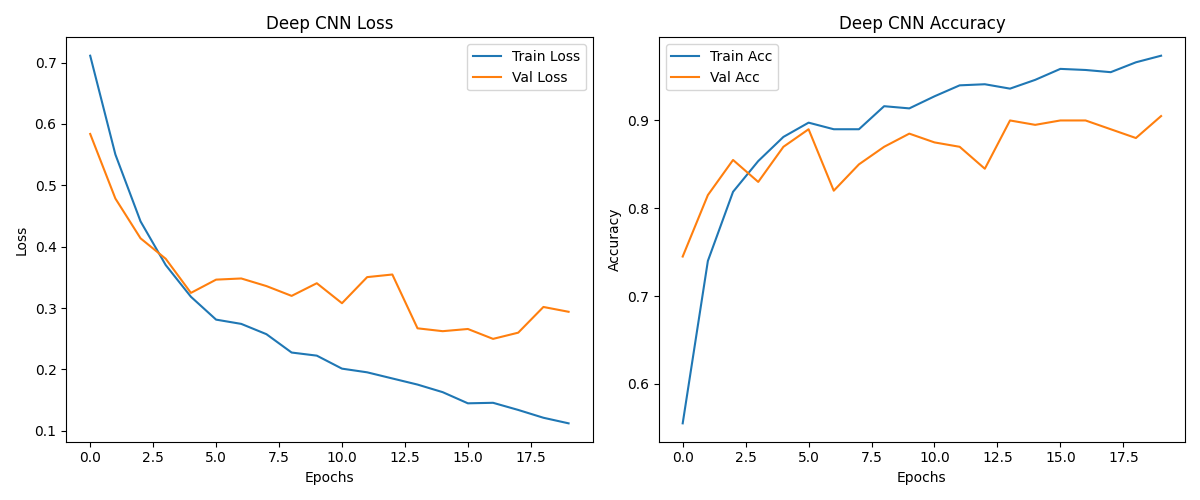 Deep CNN Loss
Train Loss
Val Loss
0.7
0.6
0.5
0.4
0.3
0.2
0.1
Loss
0.0 2.5 5.0 7.5 10.0 12.5 15.0 17.5
Epochs
Deep CNN Accuracy
Train Acc
Val Acc
0.9
0.8
0.7
0.6
Accuracy
0.0 2.5 5.0 7.5 10.0 12.5 15.0 17.5
Epochs